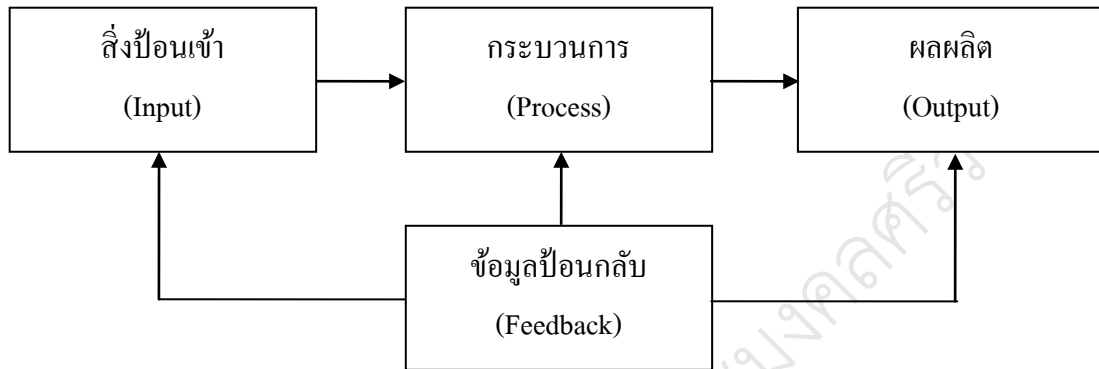 สิ่งป้อนเข้า
(Input)
กระบวนการ
(Process)
ผลผลิต
(Output)
ข้อมูลป้อนกลับ
(Feedback)